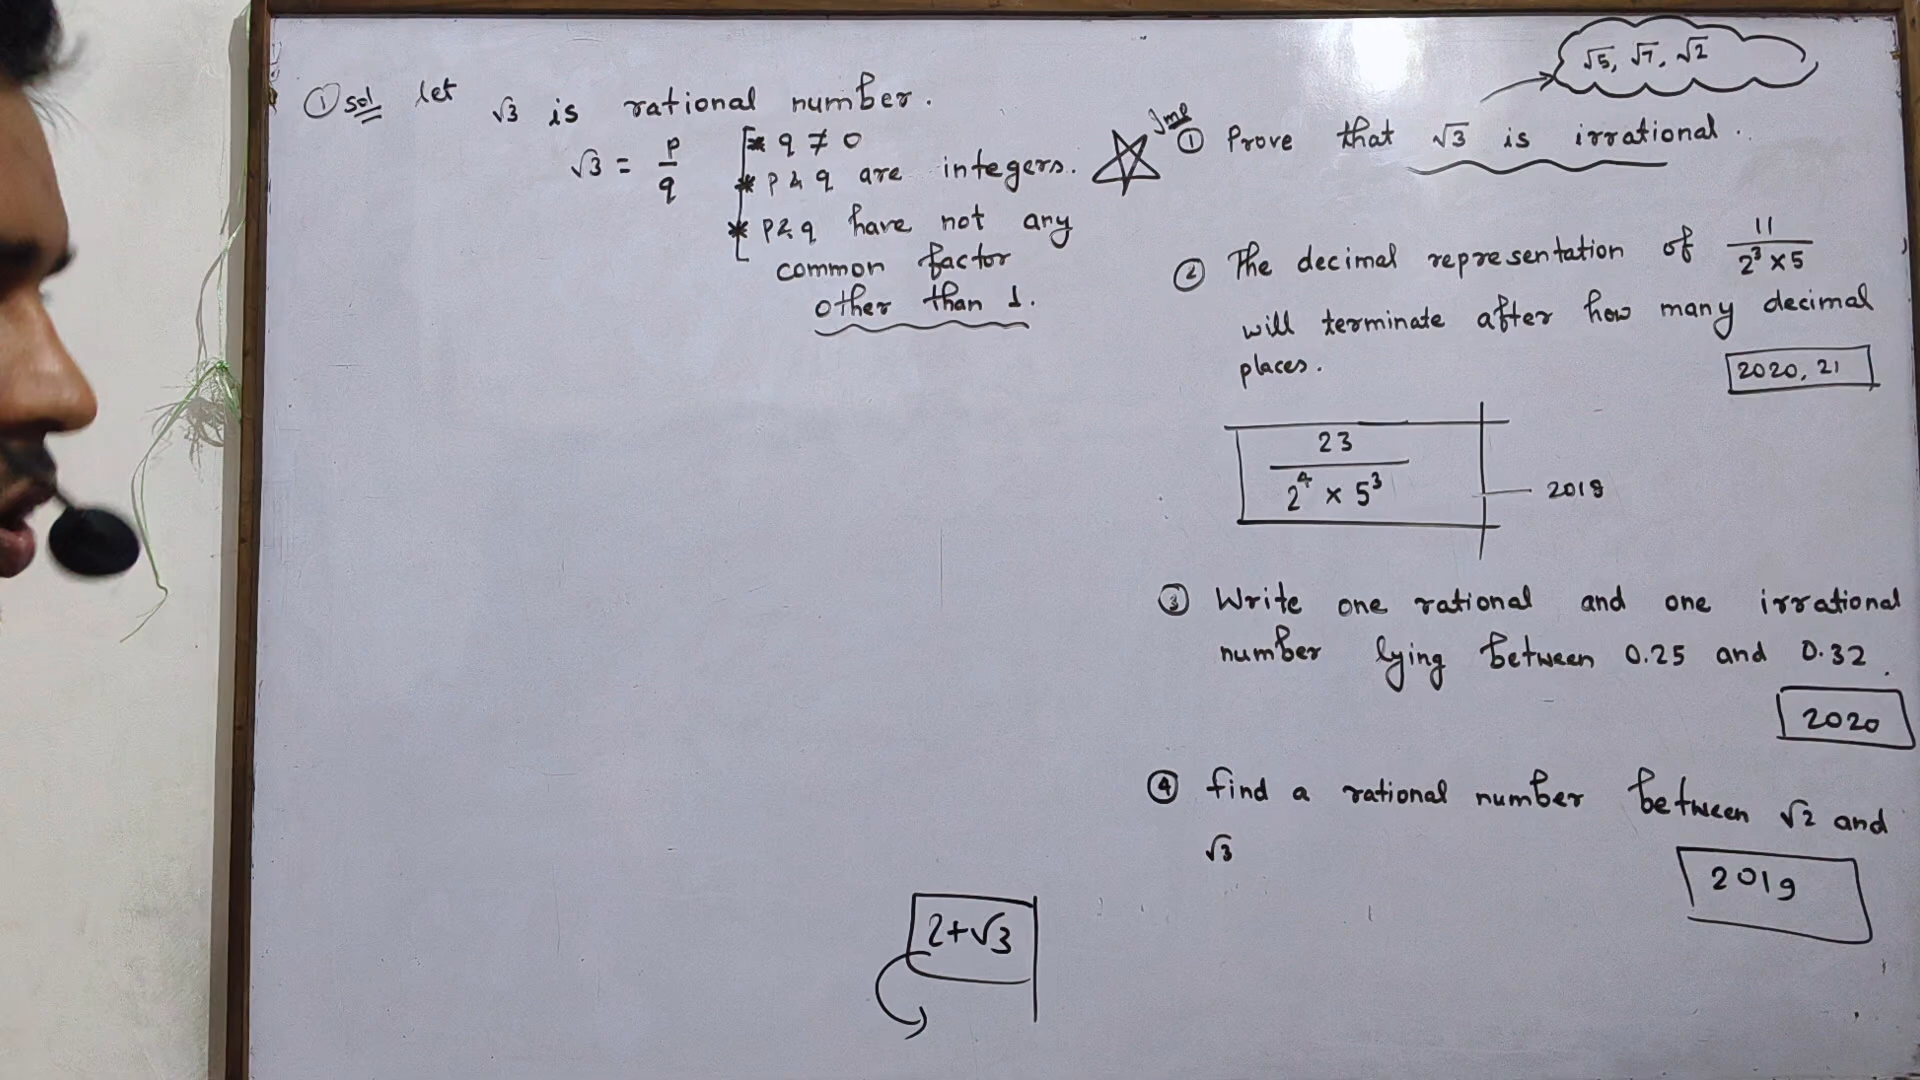 ① Sol let √3 is rational number.
√3 = p/q
* q ≠ 0
* p & q are integers.
* p & q have not any
common factor
other than 1.
2+√3
√5, √7, √2
Imp
① Prove that √3 is irrational.
② The decimal representation of 11/(2³×5)
will terminate after how many decimal
places.
2020, 21
23/(2⁴ × 5³)
③ Write one rational and one irrational
number lying between 0.25 and 0.32.
2020
④ find a rational number between √2 and
√3
2019